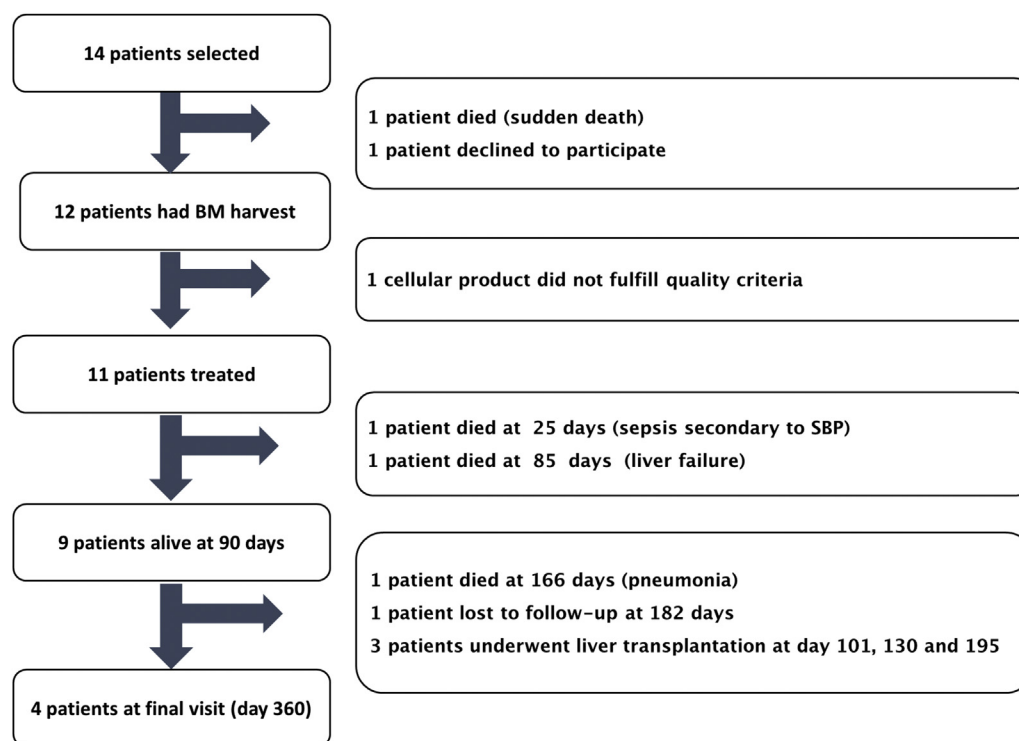 14 patients selected
1 patient died (sudden death)
1 patient declined to participate
12 patients had BM harvest
1 cellular product did not fulfill quality criteria
11 patients treated
1 patient died at 25 days (sepsis secondary to SBP)
1 patient died at 85 days (liver failure)
9 patients alive at 90 days
1 patient died at 166 days (pneumonia)
1 patient lost to follow-up at 182 days
3 patients underwent liver transplantation at day 101, 130 and 195
4 patients at final visit (day 360)